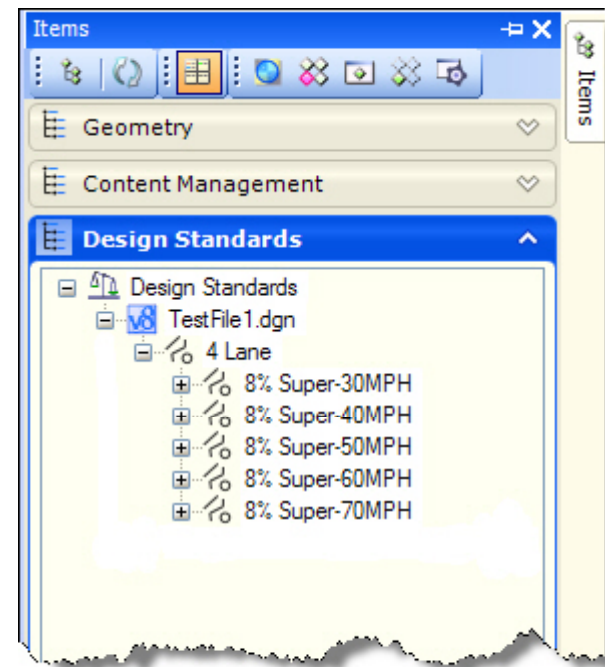 Items
Items
Geometry
Content Management
Design Standards
Design Standards
v8 TestFile1.dgn
4 Lane
8% Super-30MPH
8% Super-40MPH
8% Super-50MPH
8% Super-60MPH
8% Super-70MPH